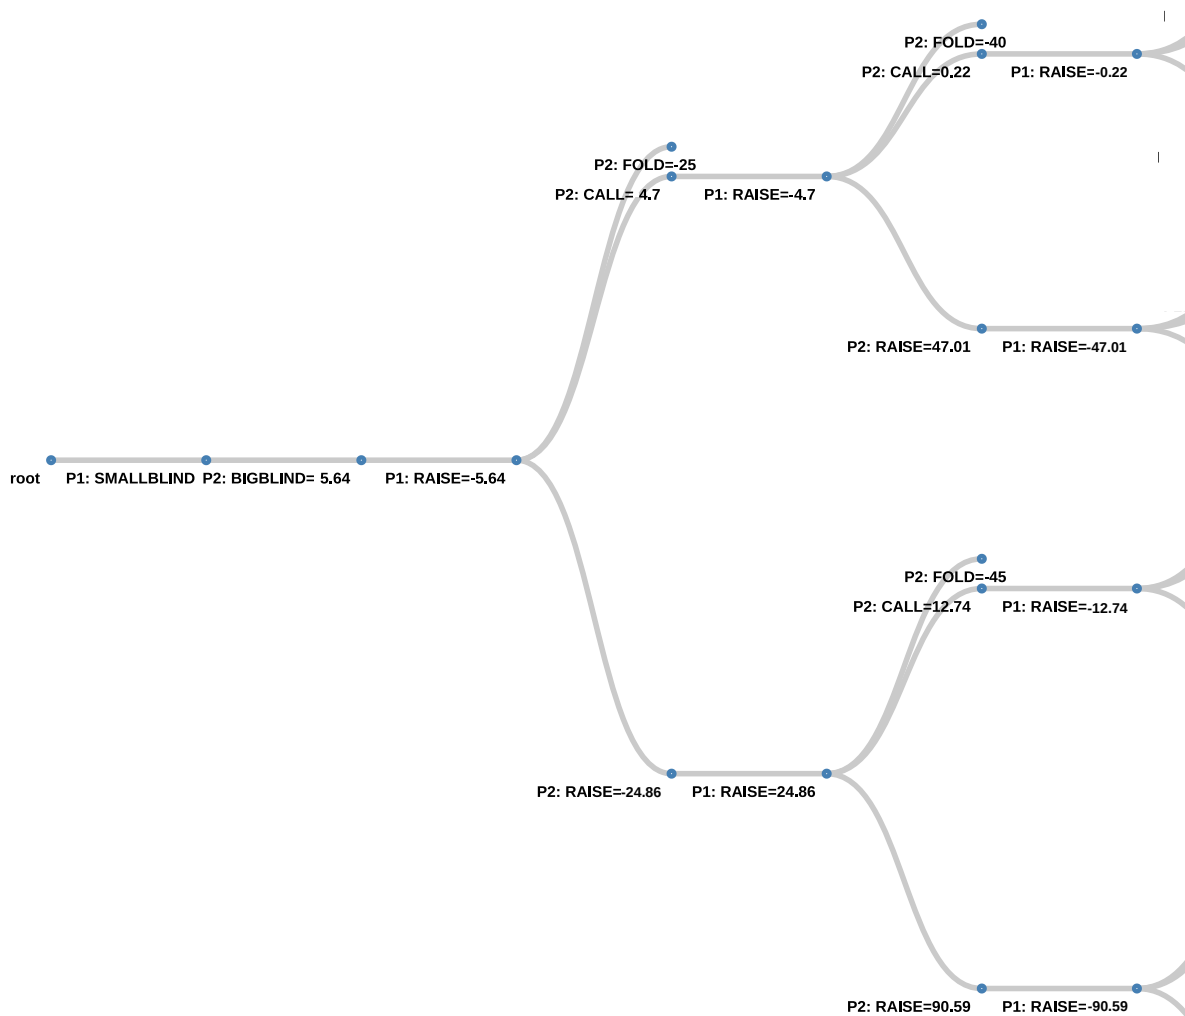 P2: FOLD=-40
P2: CALL=0.22
P1: RAISE=-0.22
P2: FOLD=-25
P2: CALL= 4.7
P1: RAISE=-4.7
P2: RAISE=47.01
P1: RAISE=-47.01
root
P1: SMALLBLIND
P2: BIGBLIND= 5.64
P1: RAISE=-5.64
P2: FOLD=-45
P2: CALL=12.74
P1: RAISE=-12.74
P2: RAISE=-24.86
P1: RAISE=24.86
P2: RAISE=90.59
P1: RAISE=-90.59